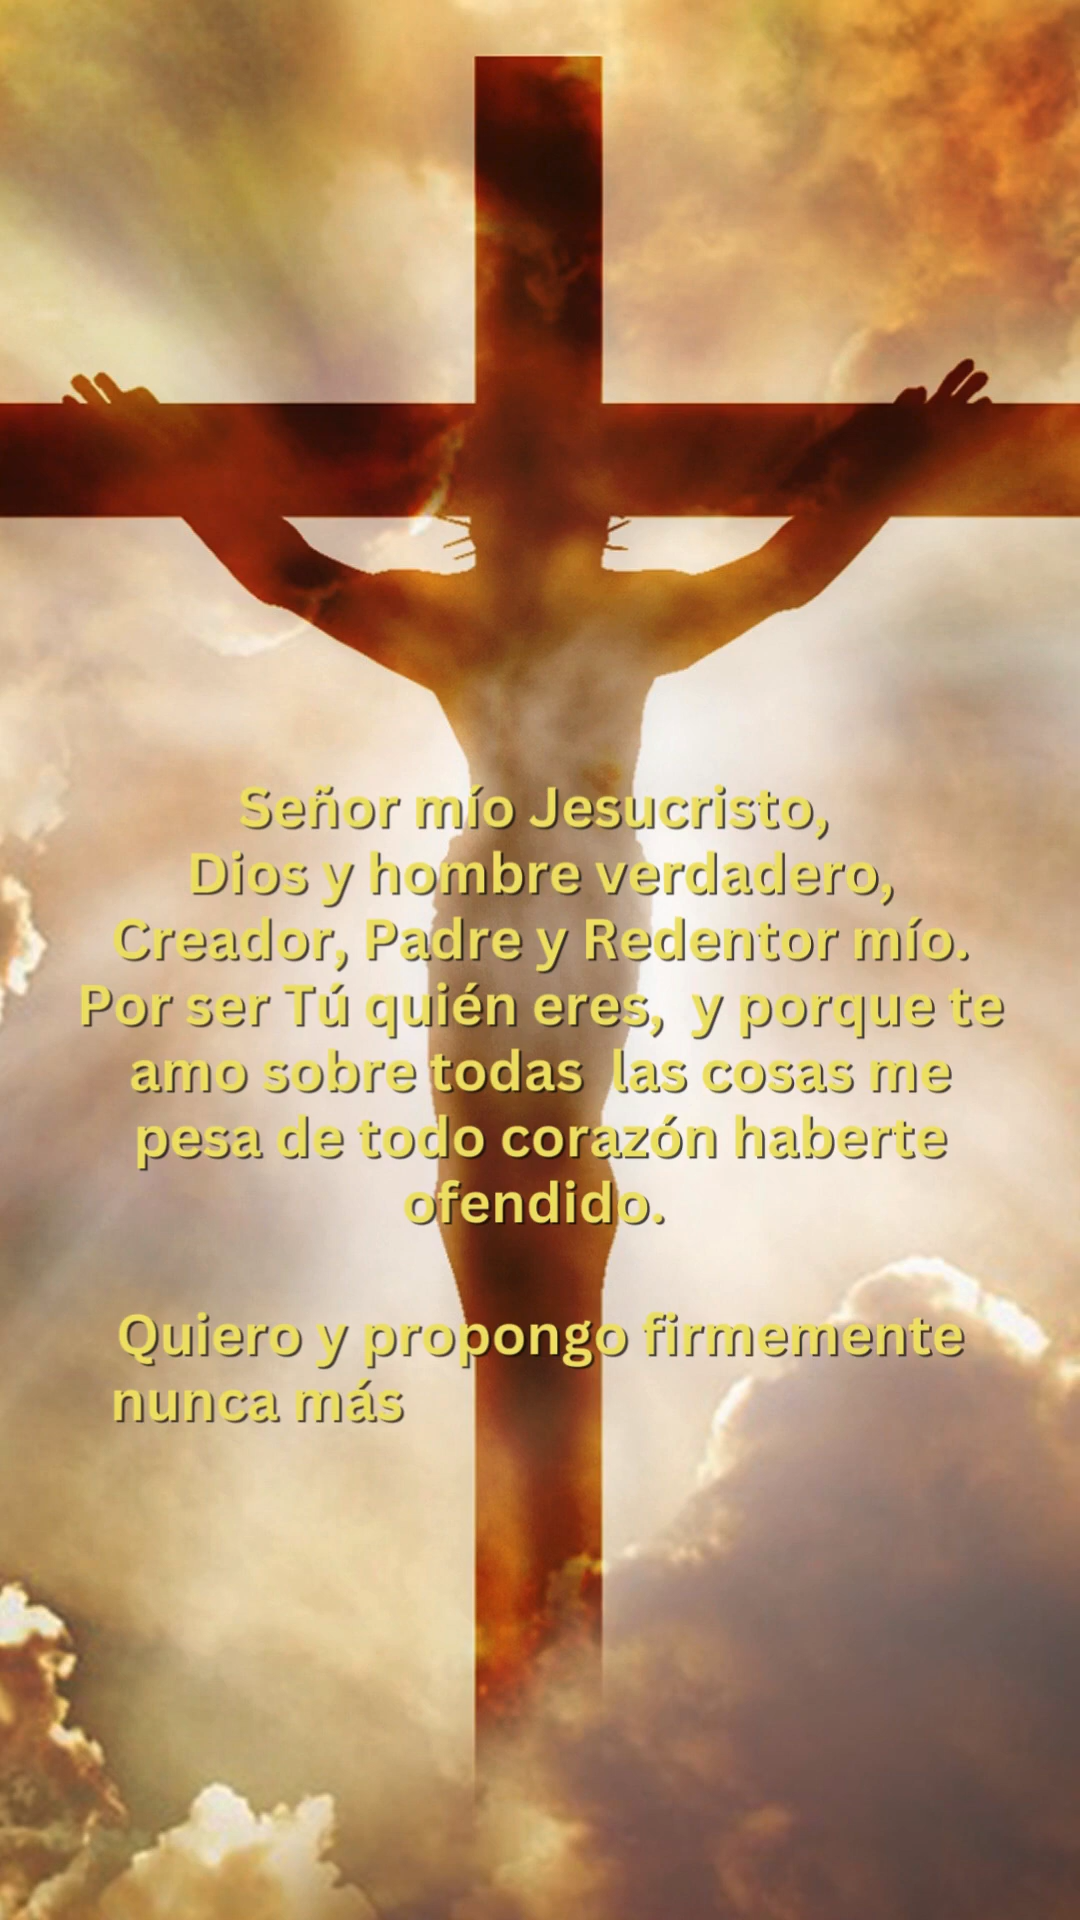 Señor mío Jesucristo,
Dios y hombre verdadero,
Creador, Padre y Redentor mío.
Por ser Tú quién eres,  y porque te
amo sobre todas  las cosas me
pesa de todo corazón haberte
ofendido.
Quiero y propongo firmemente
nunca más